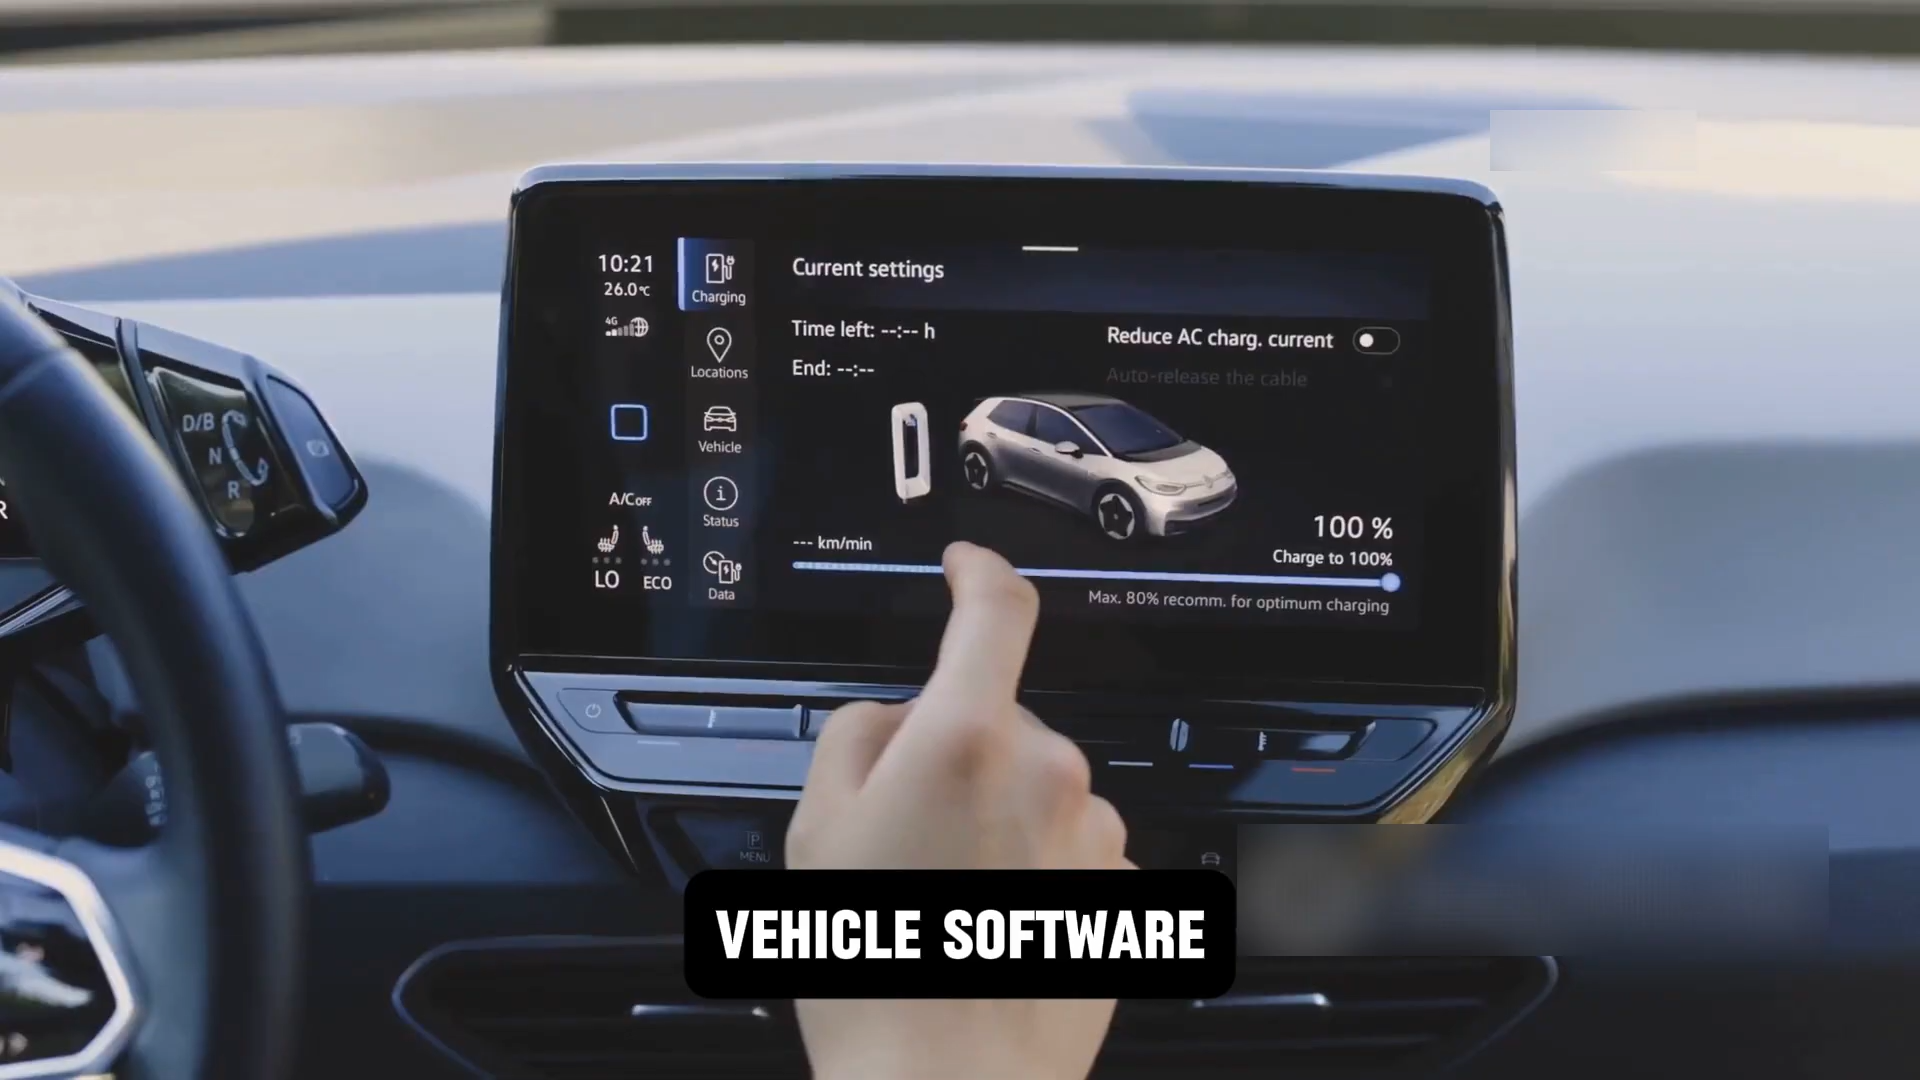 10:21
26.0°C
4G
A/C OFF
LO
ECO
Charging
Locations
Vehicle
Status
Data
Current settings
Time left: --:-- h
End: --:--
Reduce AC charg. current
Auto-release the cable
--- km/min
100 %
Charge to 100%
Max. 80% recomm. for optimum charging
D/B
N
R
R
P
MENU
VEHICLE SOFTWARE